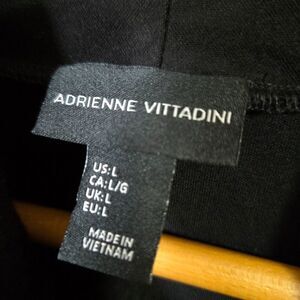 ADRIENNE VITTADINI
US:L
CA:L/G
UK:L
EU:L
MADE IN
VIETNAM